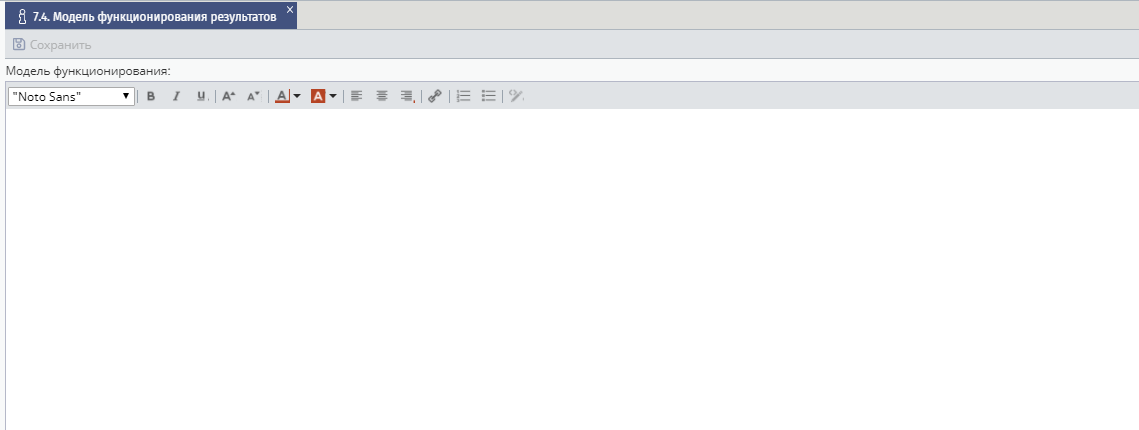 7.4. Модель функционирования результатов
Сохранить
Модель функционирования:
"Noto Sans"